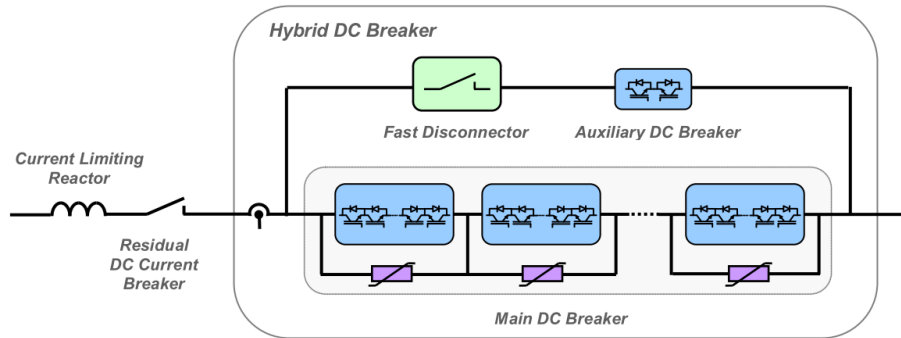 Hybrid DC Breaker
Fast Disconnector
Auxiliary DC Breaker
Current Limiting
Reactor
Residual
DC Current
Breaker
Main DC Breaker